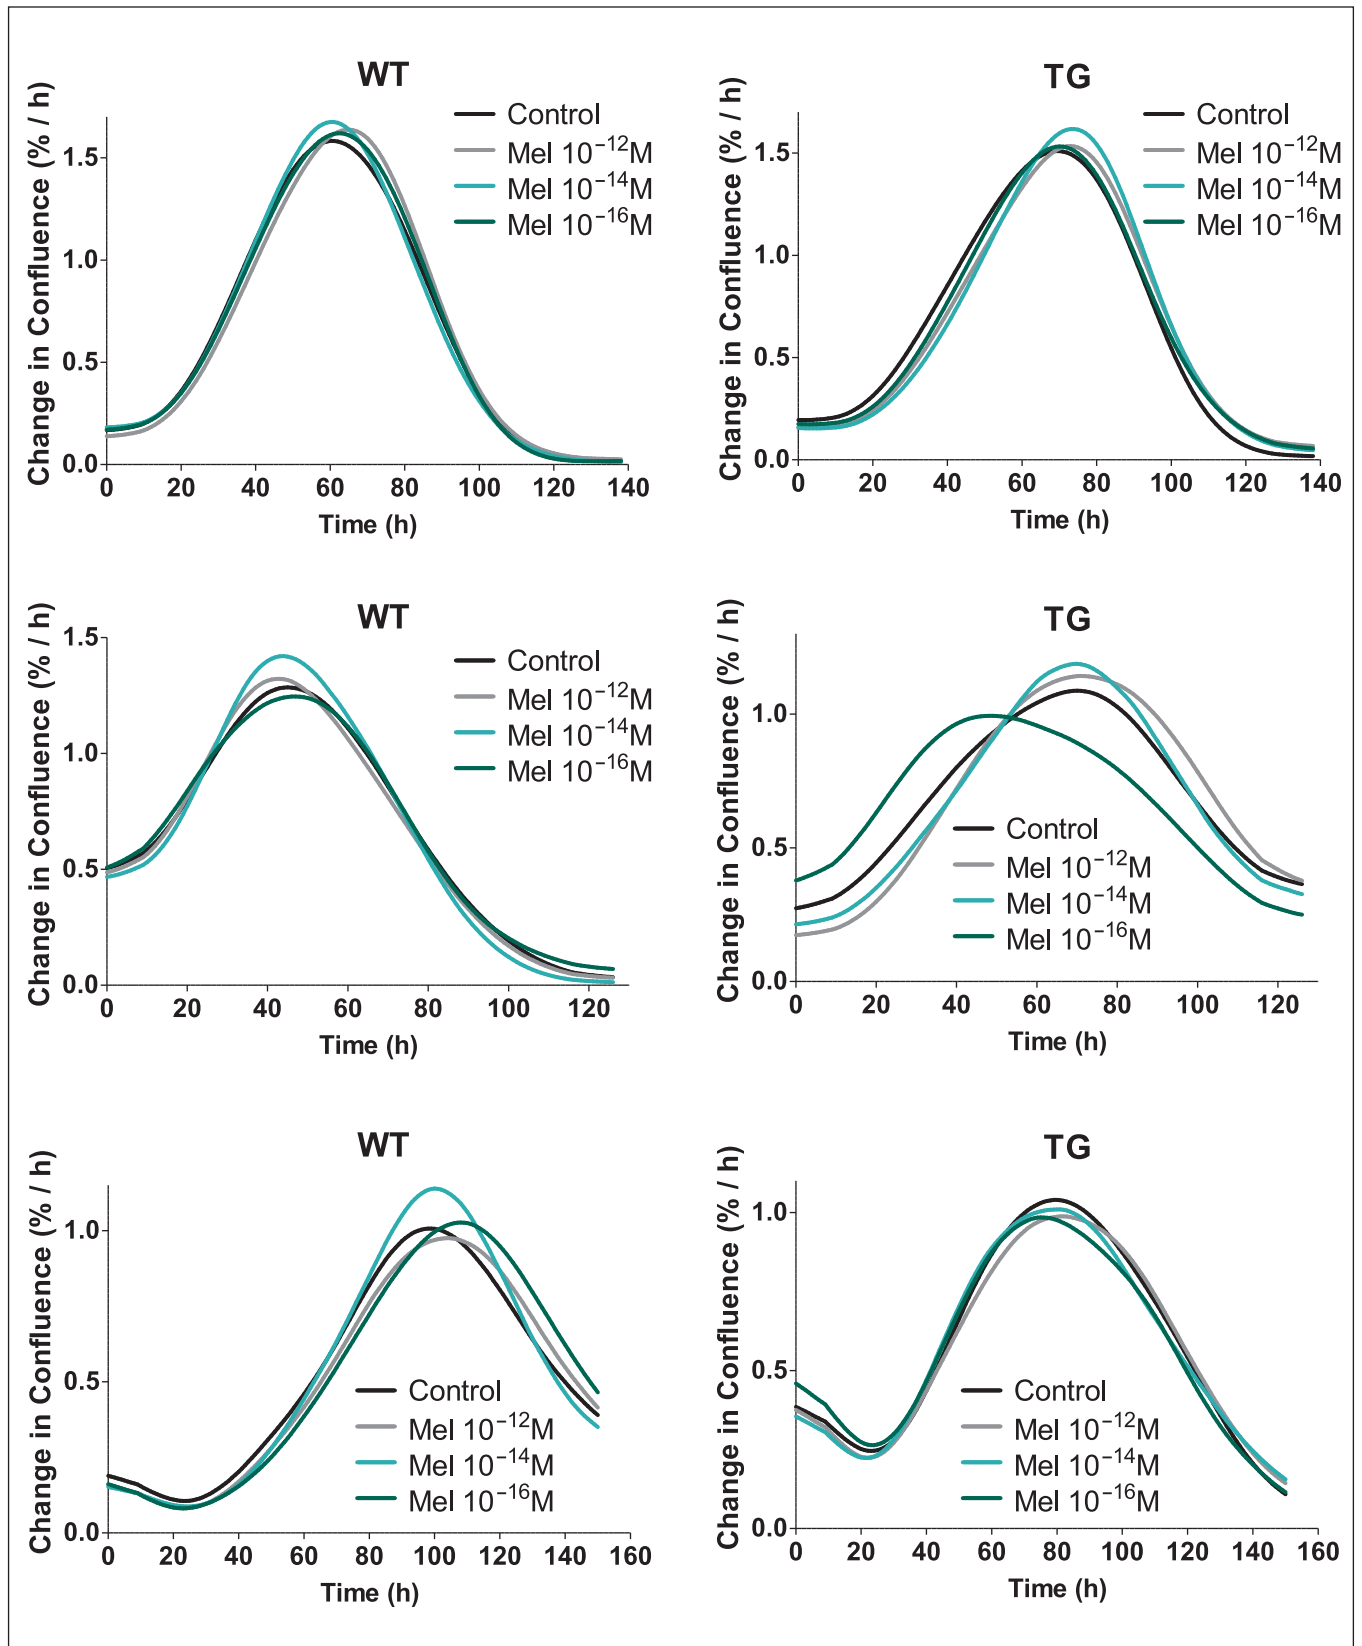 WT
Change in Confluence (% / h)
Control
Mel 10⁻¹²M
Mel 10⁻¹⁴M
Mel 10⁻¹⁶M
1.5
1.0
0.5
0.0
0 20 40 60 80 100 120 140
Time (h)
TG
Change in Confluence (% / h)
Control
Mel 10⁻¹²M
Mel 10⁻¹⁴M
Mel 10⁻¹⁶M
1.5
1.0
0.5
0.0
0 20 40 60 80 100 120 140
Time (h)
WT
Change in Confluence (% / h)
Control
Mel 10⁻¹²M
Mel 10⁻¹⁴M
Mel 10⁻¹⁶M
1.5
1.0
0.5
0.0
0 20 40 60 80 100 120
Time (h)
TG
Change in Confluence (% / h)
1.0
0.5
0.0
Control
Mel 10⁻¹²M
Mel 10⁻¹⁴M
Mel 10⁻¹⁶M
0 20 40 60 80 100 120
Time (h)
WT
Change in Confluence (% / h)
1.0
0.5
0.0
Control
Mel 10⁻¹²M
Mel 10⁻¹⁴M
Mel 10⁻¹⁶M
0 20 40 60 80 100 120 140 160
Time (h)
TG
Change in Confluence (% / h)
1.0
0.5
0.0
Control
Mel 10⁻¹²M
Mel 10⁻¹⁴M
Mel 10⁻¹⁶M
0 20 40 60 80 100 120 140 160
Time (h)